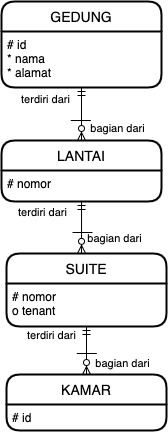 GEDUNG
# id
* nama
* alamat
terdiri dari
bagian dari
LANTAI
# nomor
terdiri dari
bagian dari
SUITE
# nomor
o tenant
terdiri dari
bagian dari
KAMAR
# id